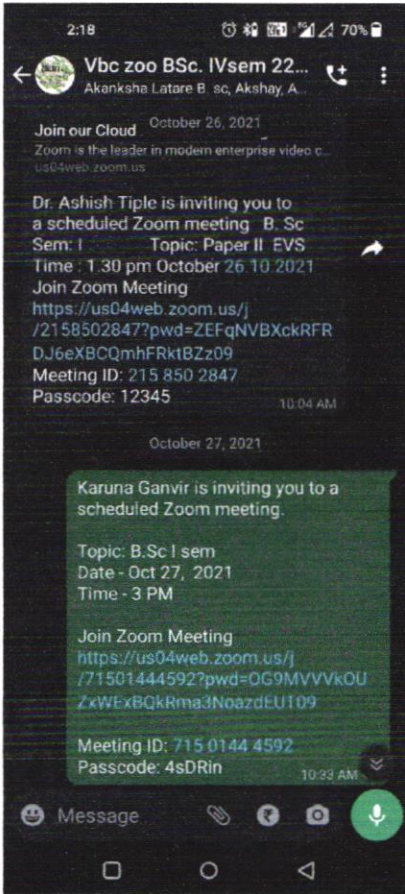 2:18
70%
Vbc zoo BSc. IVsem 22...
Akanksha Latare B. sc, Akshay, A...
October 26, 2021
Join our Cloud
Zoom is the leader in modern enterprise video c...
us04web.zoom.us
Dr. Ashish Tiple is inviting you to
a scheduled Zoom meeting B. Sc
Sem: I Topic: Paper II EVS
Time : 1.30 pm October 26.10.2021
Join Zoom Meeting
https://us04web.zoom.us/j
/2158502847?pwd=ZEFqNVBXckRFR
DJ6eXBCQmhFRktBZz09
Meeting ID: 215 850 2847
Passcode: 12345
10:04 AM
October 27, 2021
Karuna Ganvir is inviting you to a
scheduled Zoom meeting.
Topic: B.Sc I sem
Date - Oct 27, 2021
Time - 3 PM
Join Zoom Meeting
https://us04web.zoom.us/j
/71501444592?pwd=OG9MVVVkOU
ZxWExBQkRma3NoazdEUT09
Meeting ID: 715 0144 4592
Passcode: 4sDRin
10:33 AM
Message